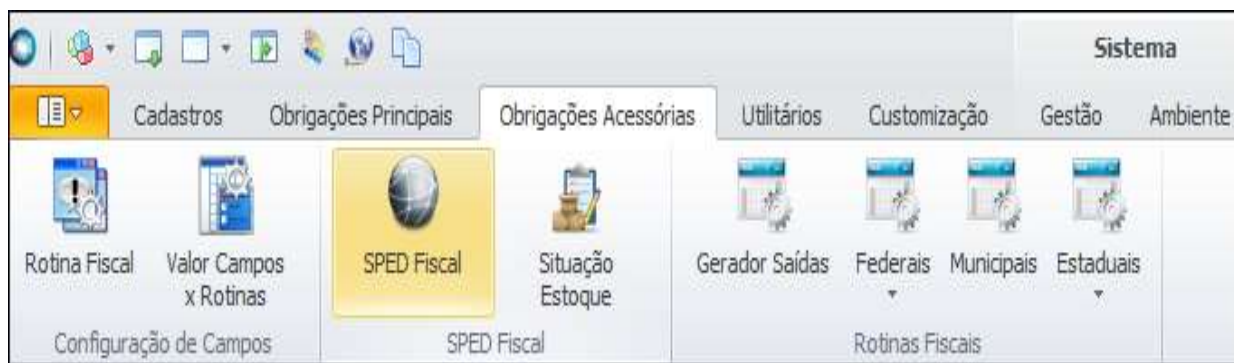 Sistema
Cadastros Obrigações Principais Obrigações Acessórias Utilitários Customização Gestão Ambiente
Rotina Fiscal Valor Campos SPED Fiscal Situação Gerador Saídas Federais Municipais Estaduais
x Rotinas Estoque
Configuração de Campos SPED Fiscal Rotinas Fiscais